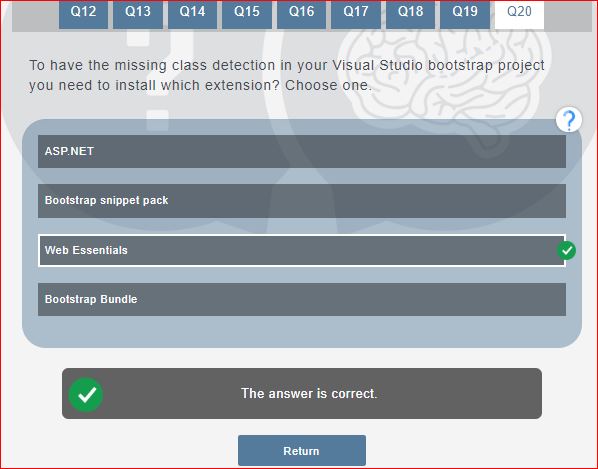 Q12 Q13 Q14 Q15 Q16 Q17 Q18 Q19 Q20
To have the missing class detection in your Visual Studio bootstrap project
you need to install which extension? Choose one.
?
ASP.NET
Bootstrap snippet pack
Web Essentials
Bootstrap Bundle
The answer is correct.
Return